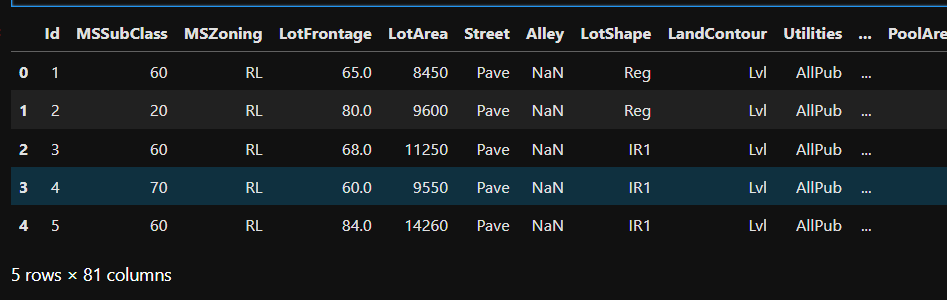 Id MSSubClass MSZoning LotFrontage LotArea Street Alley LotShape LandContour Utilities ... PoolAre
0 1 60 RL 65.0 8450 Pave NaN Reg Lvl AllPub ...
1 2 20 RL 80.0 9600 Pave NaN Reg Lvl AllPub ...
2 3 60 RL 68.0 11250 Pave NaN IR1 Lvl AllPub ...
3 4 70 RL 60.0 9550 Pave NaN IR1 Lvl AllPub ...
4 5 60 RL 84.0 14260 Pave NaN IR1 Lvl AllPub ...
5 rows × 81 columns